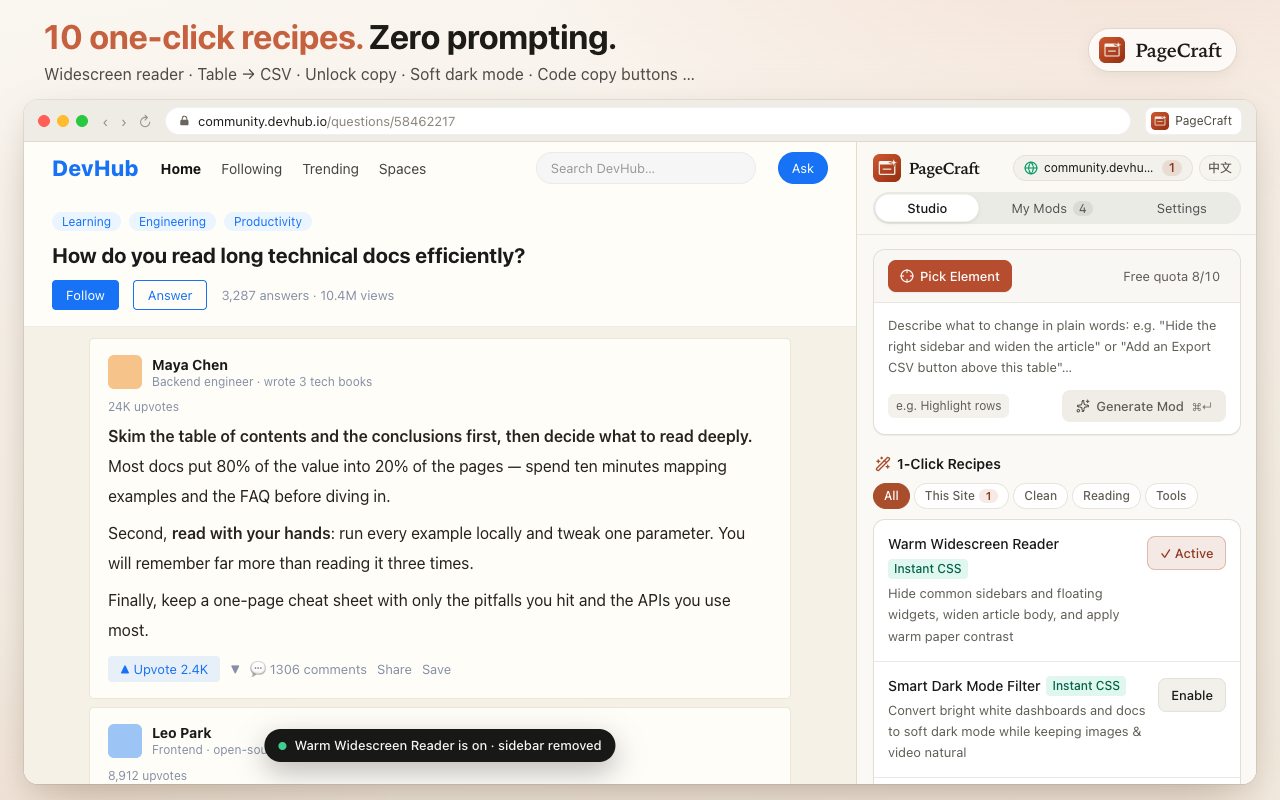 10 one-click recipes. Zero prompting.
Widescreen reader · Table → CSV · Unlock copy · Soft dark mode · Code copy buttons ...
PageCraft
community.devhub.io/questions/58462217
PageCraft
DevHub
Home
Following
Trending
Spaces
Search DevHub...
Ask
Learning
Engineering
Productivity
How do you read long technical docs efficiently?
Follow
Answer
3,287 answers · 10.4M views
Maya Chen
Backend engineer · wrote 3 tech books
24K upvotes
Skim the table of contents and the conclusions first, then decide what to read deeply.
Most docs put 80% of the value into 20% of the pages — spend ten minutes mapping
examples and the FAQ before diving in.
Second, read with your hands: run every example locally and tweak one parameter. You
will remember far more than reading it three times.
Finally, keep a one-page cheat sheet with only the pitfalls you hit and the APIs you use
most.
▲ Upvote 2.4K
▼
💬 1306 comments
Share
Save
Leo Park
Frontend · open-sou
8,912 upvotes
Warm Widescreen Reader is on · sidebar removed
PageCraft
community.devhu... 1
中文
Studio
My Mods 4
Settings
Pick Element
Free quota 8/10
Describe what to change in plain words: e.g. "Hide the
right sidebar and widen the article" or "Add an Export
CSV button above this table"...
e.g. Highlight rows
Generate Mod ⌘↵
1-Click Recipes
All
This Site 1
Clean
Reading
Tools
Warm Widescreen Reader
Instant CSS
✓ Active
Hide common sidebars and floating
widgets, widen article body, and apply
warm paper contrast
Smart Dark Mode Filter
Instant CSS
Enable
Convert bright white dashboards and docs
to soft dark mode while keeping images &
video natural